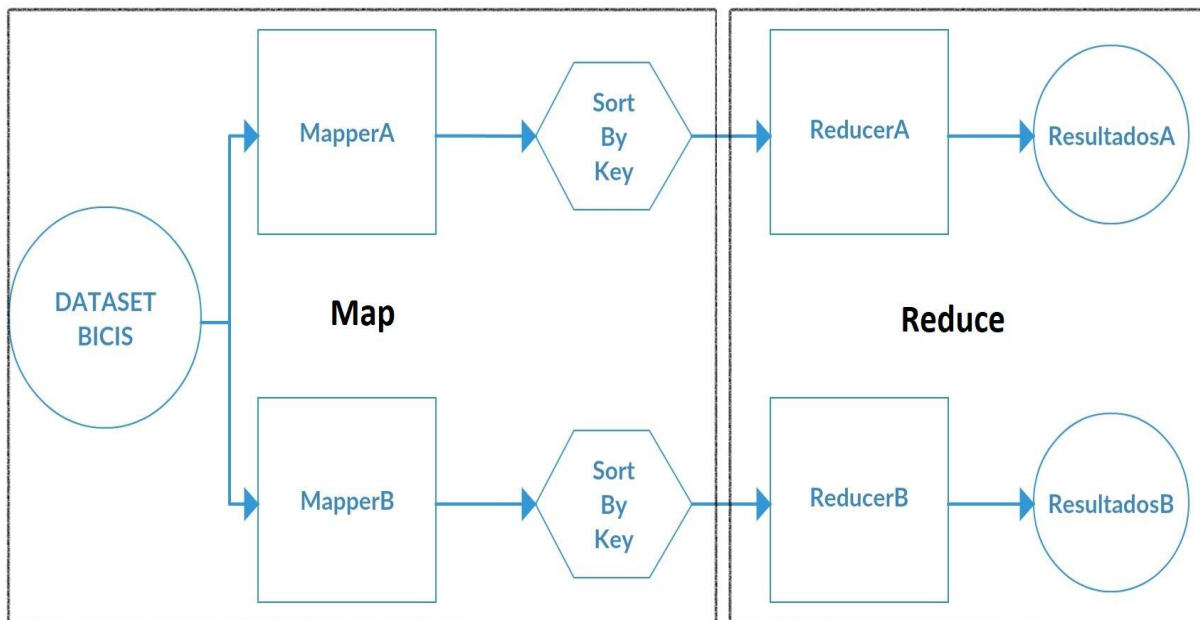 MapperA
Sort
By
Key
ReducerA
ResultadosA
DATASET
BICIS
Map
Reduce
MapperB
Sort
By
Key
ReducerB
ResultadosB